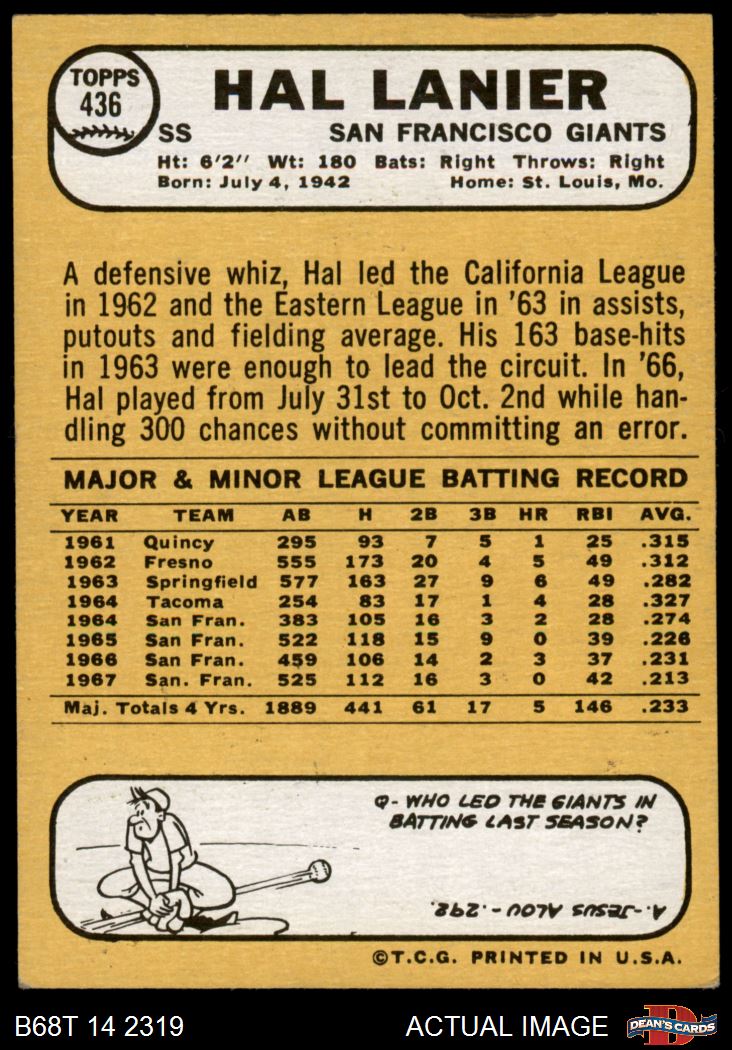 TOPPS
436
HAL LANIER
SS SAN FRANCISCO GIANTS
Ht: 6'2" Wt: 180 Bats: Right Throws: Right
Born: July 4, 1942 Home: St. Louis, Mo.
A defensive whiz, Hal led the California League
in 1962 and the Eastern League in '63 in assists,
putouts and fielding average. His 163 base-hits
in 1963 were enough to lead the circuit. In '66,
Hal played from July 31st to Oct. 2nd while han-
dling 300 chances without committing an error.
MAJOR & MINOR LEAGUE BATTING RECORD
YEAR TEAM AB H 2B 3B HR RBI AVG.
1961 Quincy 295 93 7 5 1 25 .315
1962 Fresno 555 173 20 4 5 49 .312
1963 Springfield 577 163 27 9 6 49 .282
1964 Tacoma 254 83 17 1 4 28 .327
1964 San Fran. 383 105 16 3 2 28 .274
1965 San Fran. 522 118 15 9 0 39 .226
1966 San Fran. 459 106 14 2 3 37 .231
1967 San. Fran. 525 112 16 3 0 42 .213
Maj. Totals 4 Yrs. 1889 441 61 17 5 146 .233
Q- WHO LED THE GIANTS IN
BATTING LAST SEASON?
A.-JESUS ALOU - .292.
©T.C.G. PRINTED IN U.S.A.
B68T 14 2319 ACTUAL IMAGE D DEAN'S CARDS